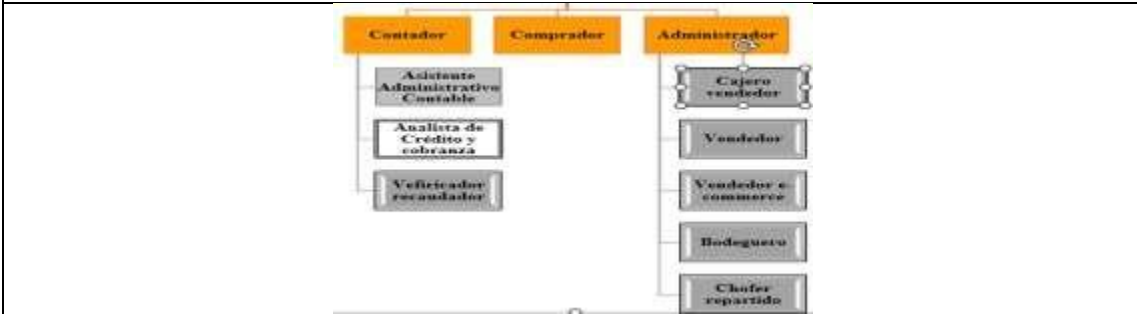 Contador
Comprador
Administrador
Asistente
Administrativo
Contable
Analista de
Crédito y
cobranza
Vefiricador
recaudador
Cajero
vendedor
Vendedor
Vendedor e-
commerce
Bodeguero
Chofer
repartido